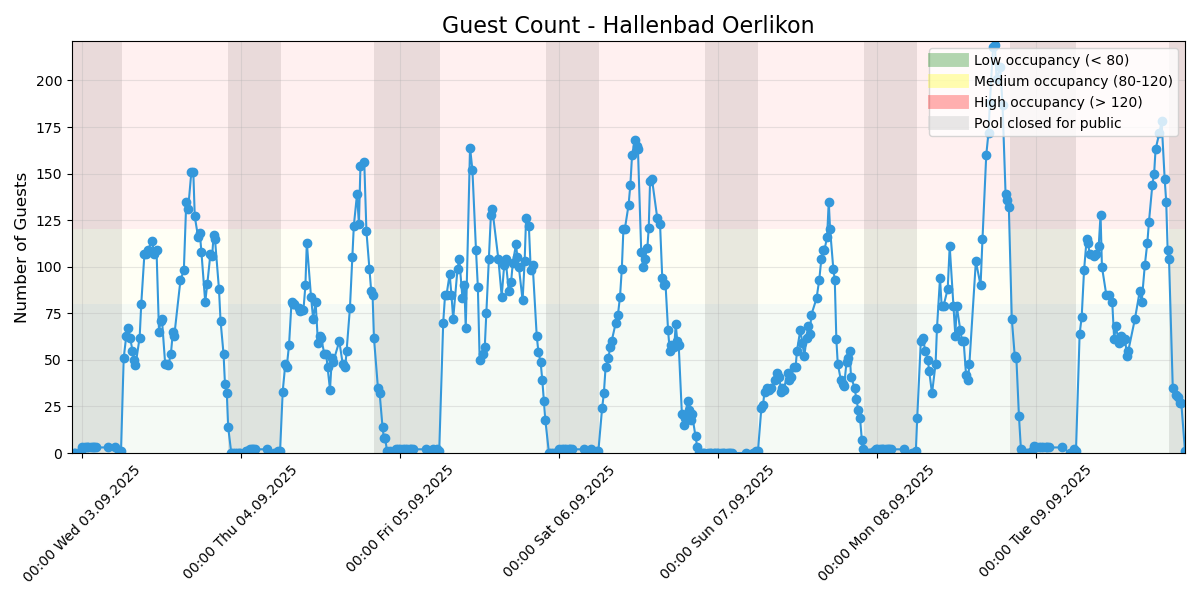 Guest Count - Hallenbad Oerlikon
Number of Guests
200
175
150
125
100
75
50
25
0
Low occupancy (< 80)
Medium occupancy (80-120)
High occupancy (> 120)
Pool closed for public
00:00 Wed 03.09.2025
00:00 Thu 04.09.2025
00:00 Fri 05.09.2025
00:00 Sat 06.09.2025
00:00 Sun 07.09.2025
00:00 Mon 08.09.2025
00:00 Tue 09.09.2025